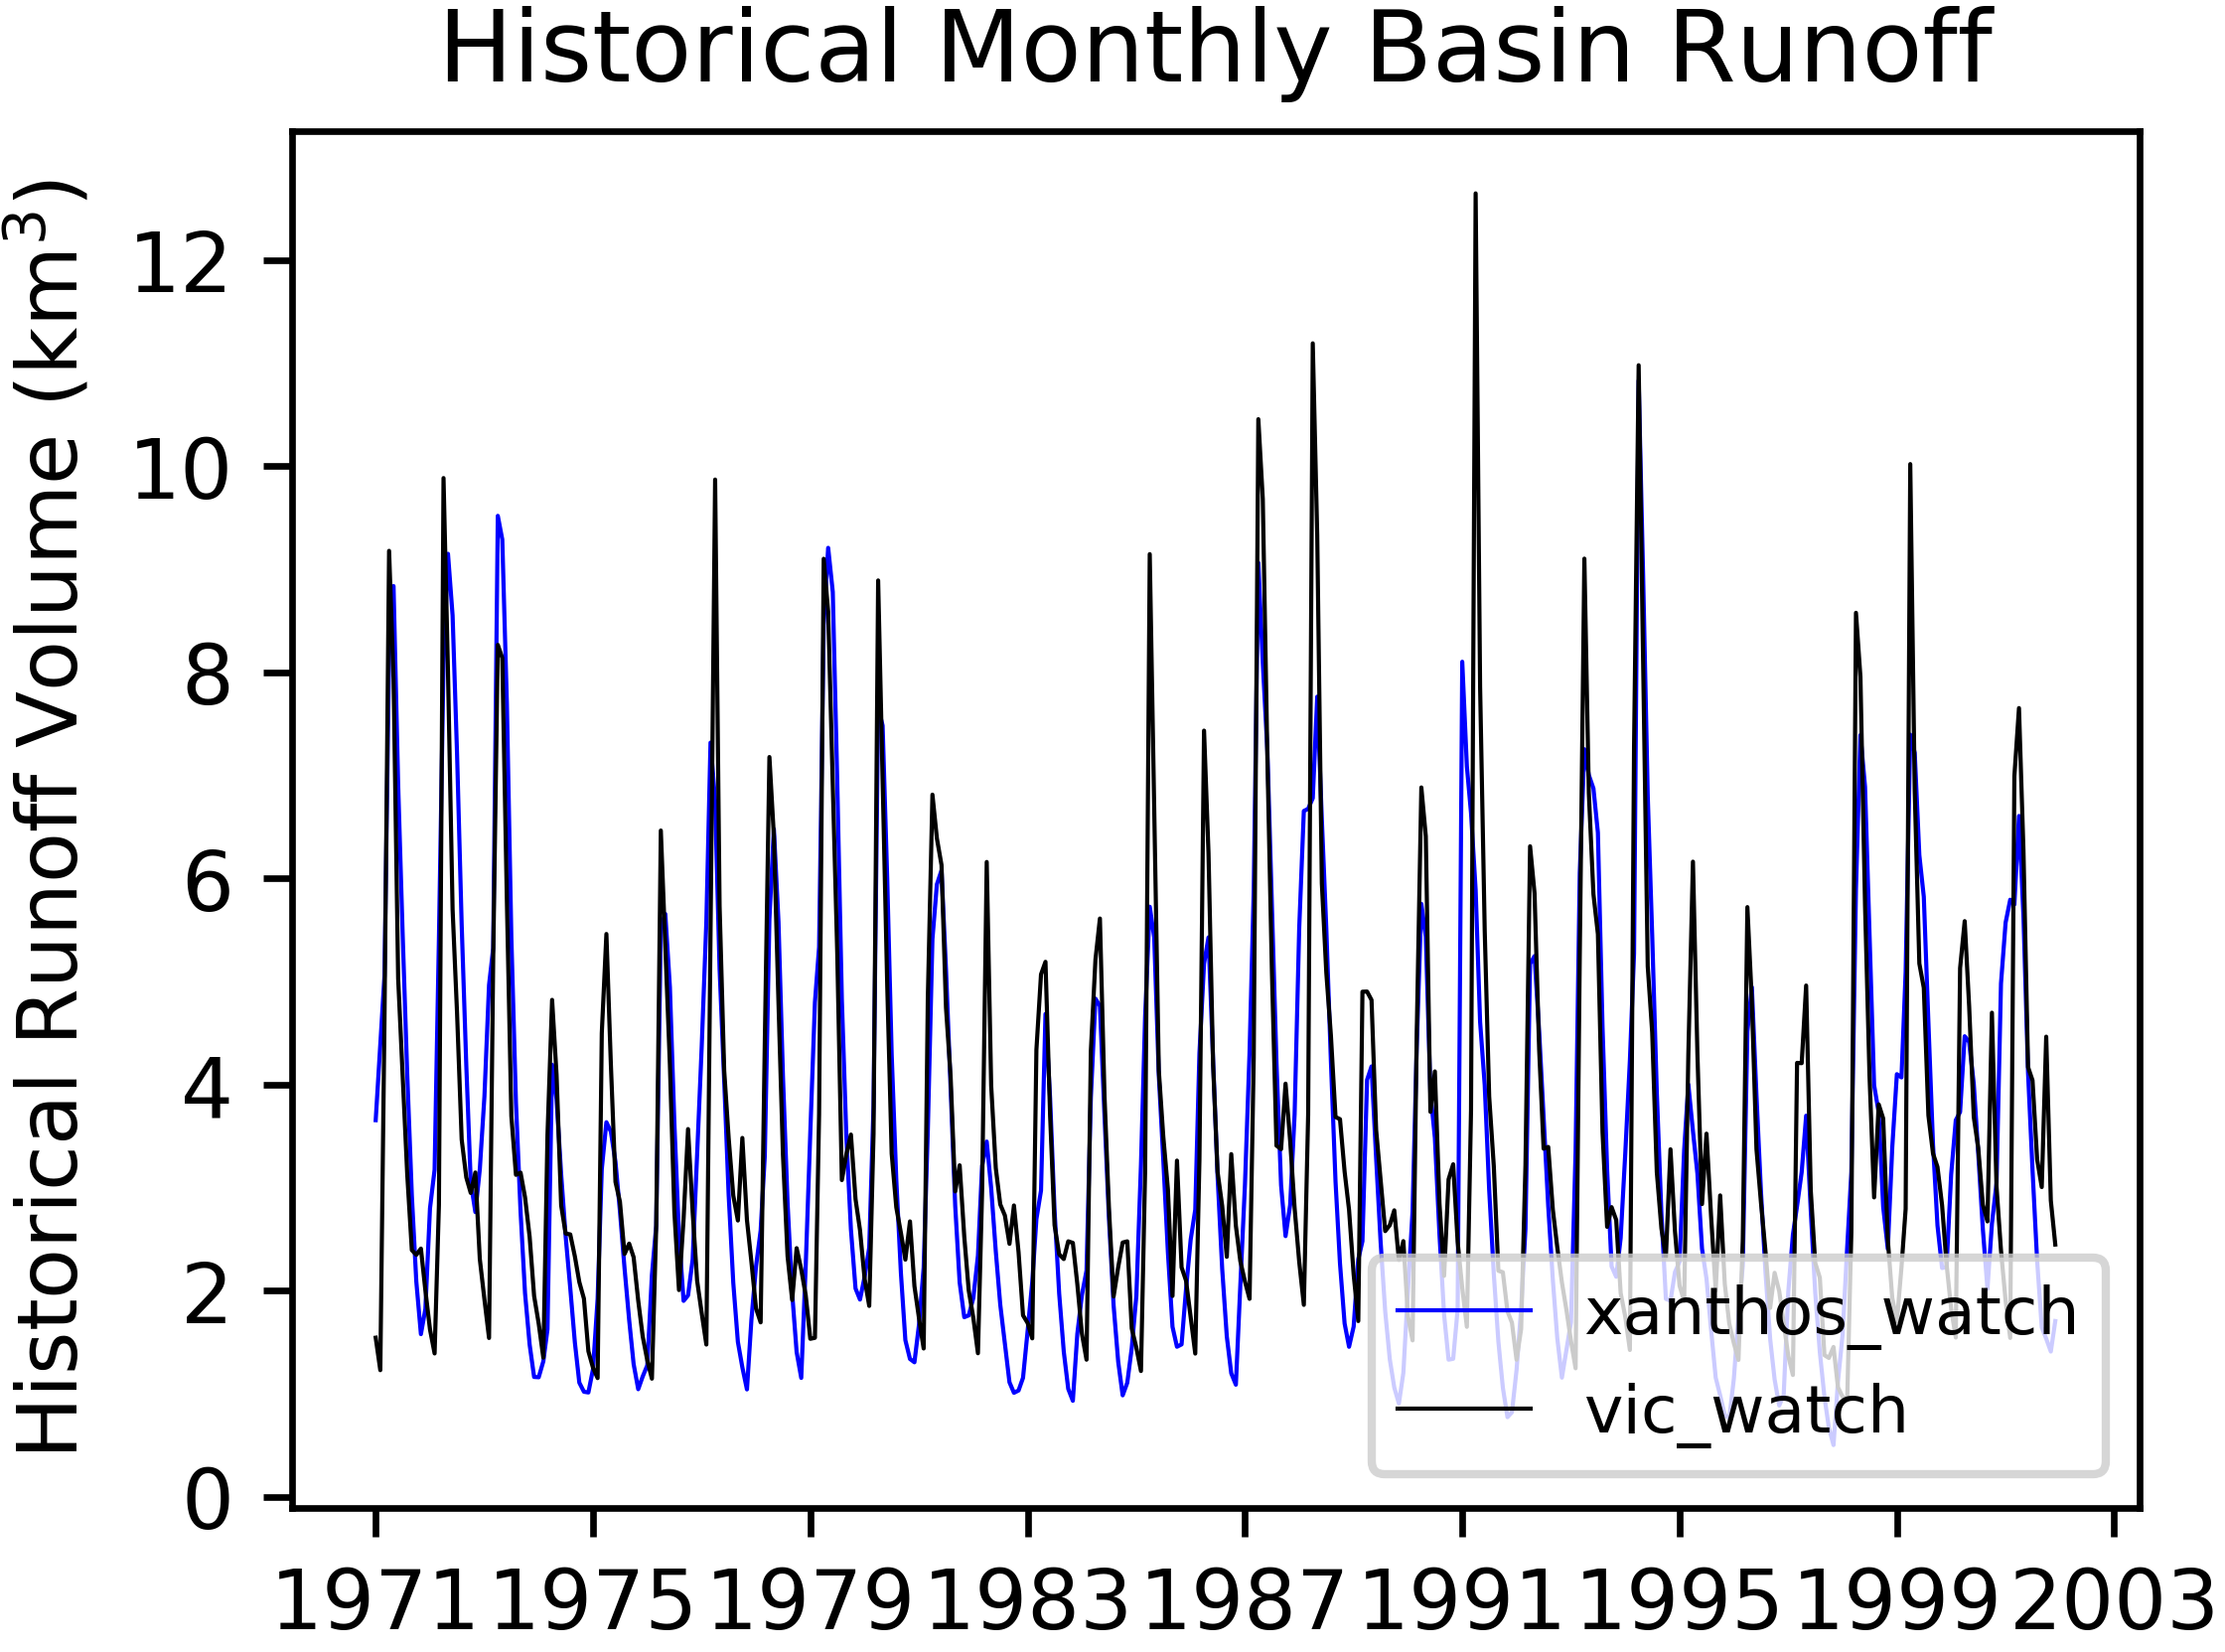 Historical Monthly Basin Runoff
Historical Runoff Volume (km³)
12
10
8
6
4
2
0
xanthos_watch
vic_watch
1971 1975 1979 1983 1987 1991 1995 1999 2003